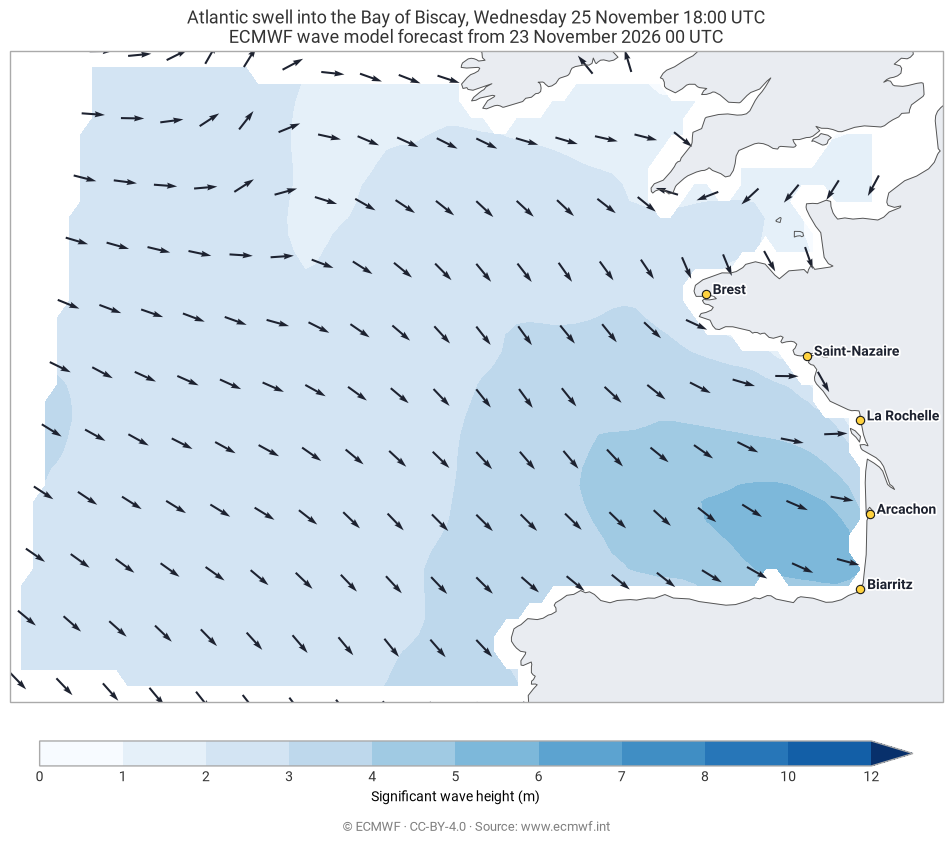 Atlantic swell into the Bay of Biscay, Wednesday 25 November 18:00 UTC
ECMWF wave model forecast from 23 November 2026 00 UTC
Brest
Saint-Nazaire
La Rochelle
Arcachon
Biarritz
0 1 2 3 4 5 6 7 8 10 12
Significant wave height (m)
© ECMWF · CC-BY-4.0 · Source: www.ecmwf.int